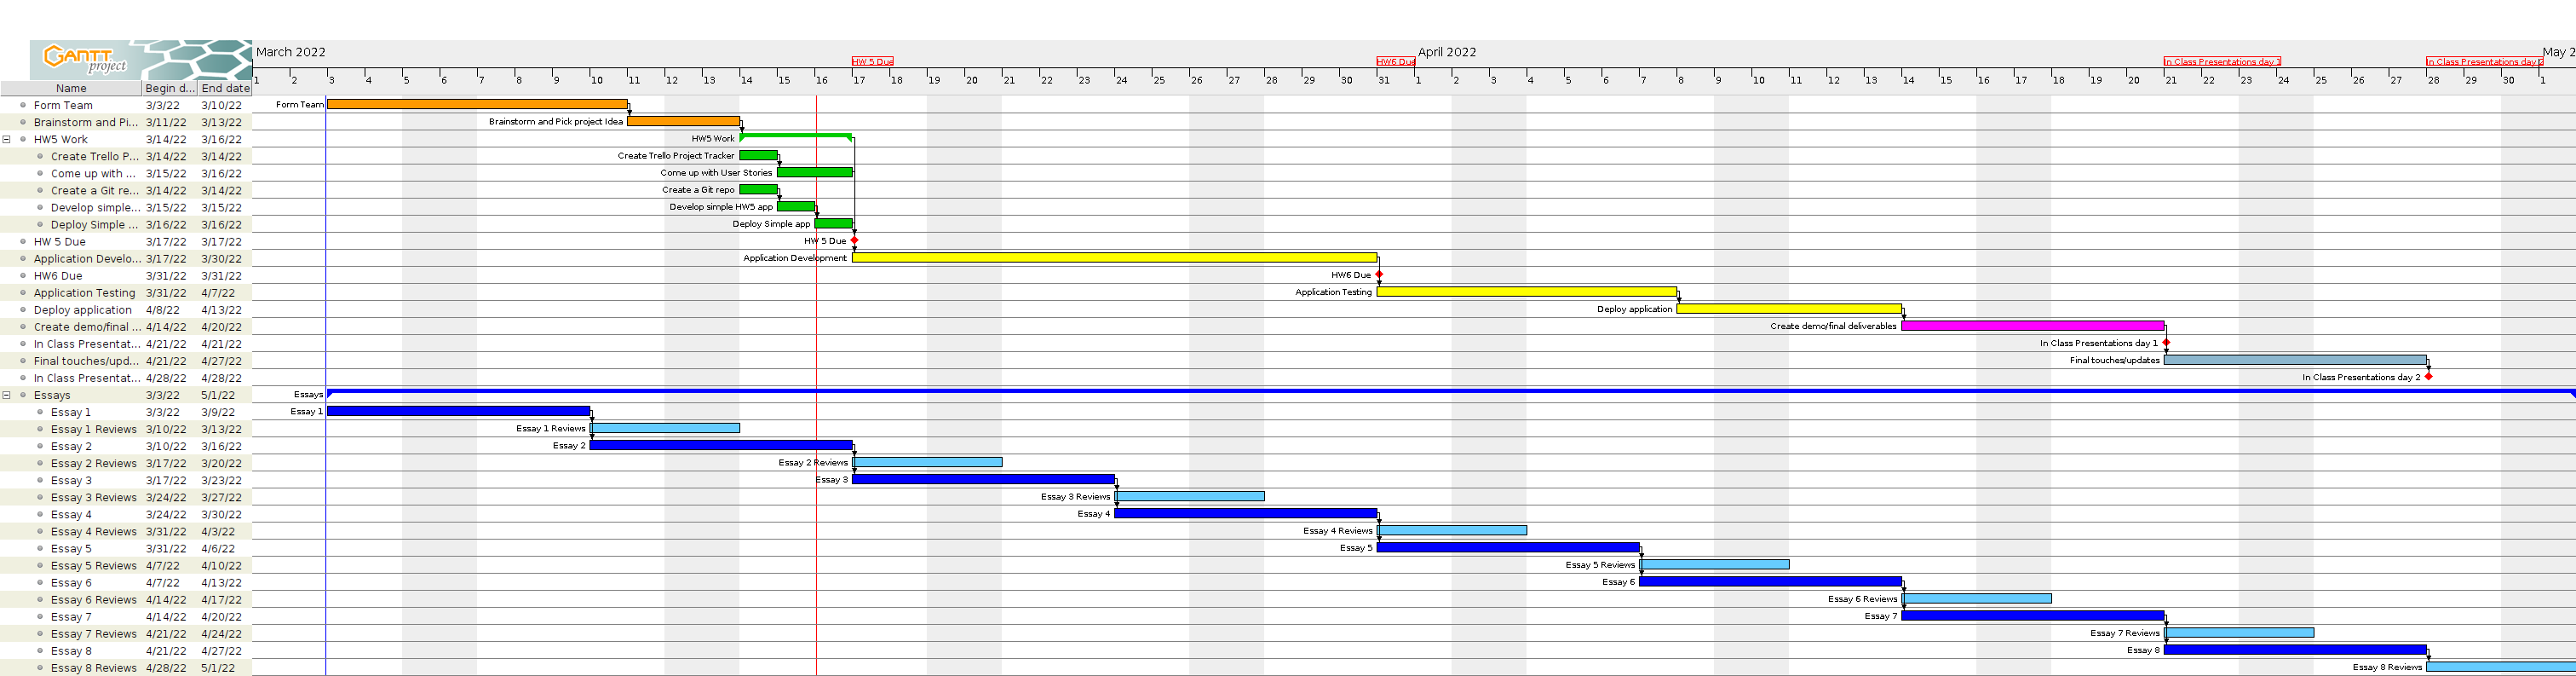 GANTT
project
March 2022
April 2022
May 2
HW 5 Due
HW6 Due
In Class Presentations day 1
In Class Presentations day 2
1 2 3 4 5 6 7 8 9 10 11 12 13 14 15 16 17 18 19 20 21 22 23 24 25 26 27 28 29 30 31 1 2 3 4 5 6 7 8 9 10 11 12 13 14 15 16 17 18 19 20 21 22 23 24 25 26 27 28 29 30 1
Name Begin d... End date
Form Team 3/3/22 3/10/22 Form Team
Brainstorm and Pi... 3/11/22 3/13/22 Brainstorm and Pick project Idea
HW5 Work 3/14/22 3/16/22 HW5 Work
Create Trello P... 3/14/22 3/14/22 Create Trello Project Tracker
Come up with ... 3/15/22 3/16/22 Come up with User Stories
Create a Git re... 3/14/22 3/14/22 Create a Git repo
Develop simple... 3/15/22 3/15/22 Develop simple HW5 app
Deploy Simple ... 3/16/22 3/16/22 Deploy Simple app
HW 5 Due 3/17/22 3/17/22 HW 5 Due
Application Develo... 3/17/22 3/30/22 Application Development
HW6 Due 3/31/22 3/31/22 HW6 Due
Application Testing 3/31/22 4/7/22 Application Testing
Deploy application 4/8/22 4/13/22 Deploy application
Create demo/final ... 4/14/22 4/20/22 Create demo/final deliverables
In Class Presentat... 4/21/22 4/21/22 In Class Presentations day 1
Final touches/upd... 4/21/22 4/27/22 Final touches/updates
In Class Presentat... 4/28/22 4/28/22 In Class Presentations day 2
Essays 3/3/22 5/1/22 Essays
Essay 1 3/3/22 3/9/22 Essay 1
Essay 1 Reviews 3/10/22 3/13/22 Essay 1 Reviews
Essay 2 3/10/22 3/16/22 Essay 2
Essay 2 Reviews 3/17/22 3/20/22 Essay 2 Reviews
Essay 3 3/17/22 3/23/22 Essay 3
Essay 3 Reviews 3/24/22 3/27/22 Essay 3 Reviews
Essay 4 3/24/22 3/30/22 Essay 4
Essay 4 Reviews 3/31/22 4/3/22 Essay 4 Reviews
Essay 5 3/31/22 4/6/22 Essay 5
Essay 5 Reviews 4/7/22 4/10/22 Essay 5 Reviews
Essay 6 4/7/22 4/13/22 Essay 6
Essay 6 Reviews 4/14/22 4/17/22 Essay 6 Reviews
Essay 7 4/14/22 4/20/22 Essay 7
Essay 7 Reviews 4/21/22 4/24/22 Essay 7 Reviews
Essay 8 4/21/22 4/27/22 Essay 8
Essay 8 Reviews 4/28/22 5/1/22 Essay 8 Reviews